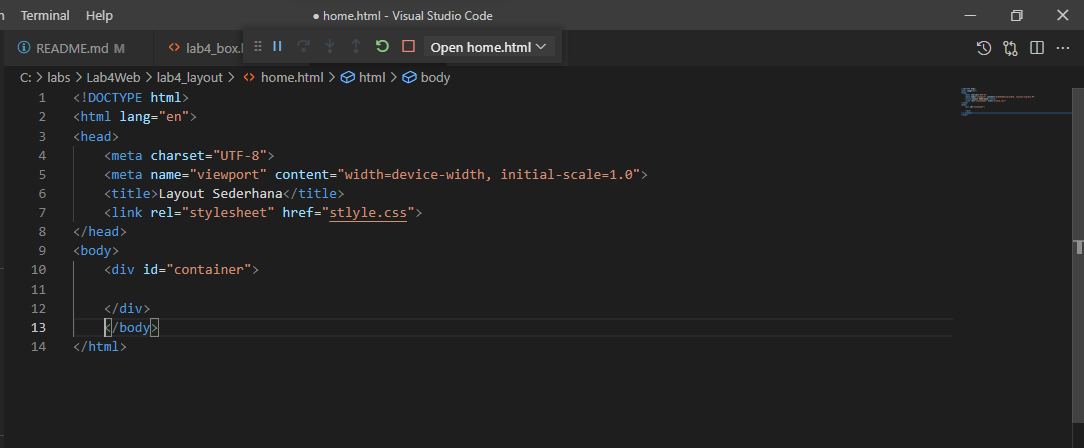 Terminal Help ● home.html - Visual Studio Code
README.md M lab4_box. Open home.html
C: > labs > Lab4Web > lab4_layout > home.html > html > body
1 <!DOCTYPE html>
2 <html lang="en">
3 <head>
4 <meta charset="UTF-8">
5 <meta name="viewport" content="width=device-width, initial-scale=1.0">
6 <title>Layout Sederhana</title>
7 <link rel="stylesheet" href="stlyle.css">
8 </head>
9 <body>
10 <div id="container">
11
12 </div>
13 </body>
14 </html>